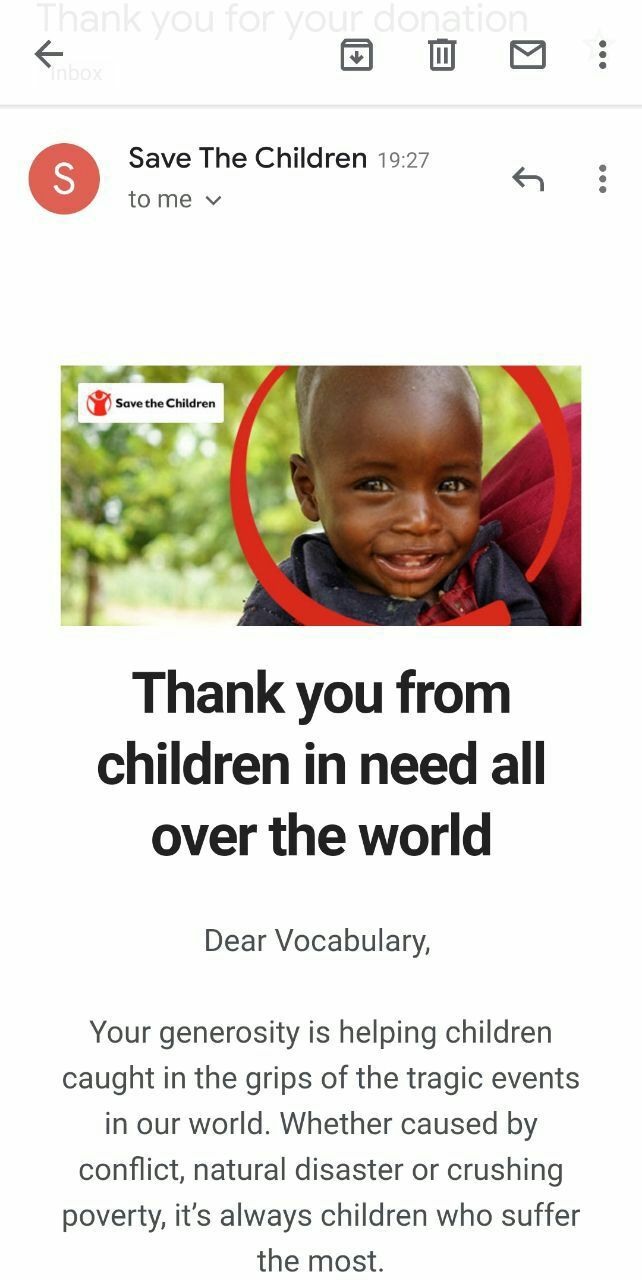 Thank you for your donation
Inbox
S
Save The Children 19:27
to me
Save the Children
Thank you from
children in need all
over the world
Dear Vocabulary,
Your generosity is helping children
caught in the grips of the tragic events
in our world. Whether caused by
conflict, natural disaster or crushing
poverty, it’s always children who suffer
the most.